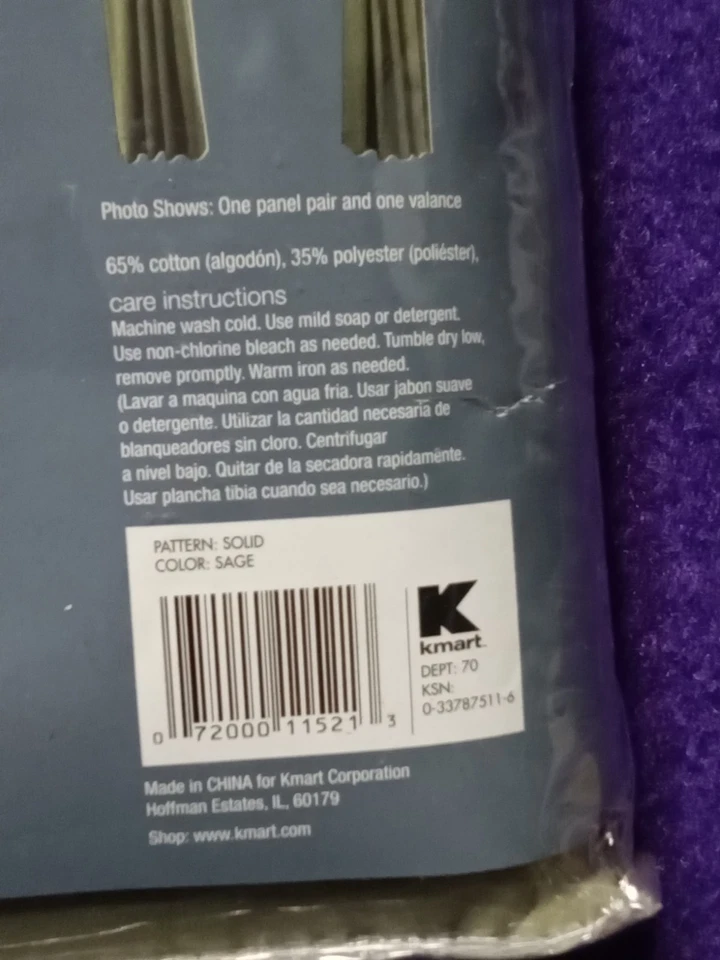 Photo Shows: One panel pair and one valance
65% cotton (algodón), 35% polyester (poliéster),
care instructions
Machine wash cold. Use mild soap or detergent.
Use non-chlorine bleach as needed. Tumble dry low,
remove promptly. Warm iron as needed.
(Lavar a maquina con agua fria. Usar jabon suave
o detergente. Utilizar la cantidad necesaria de
blanqueadores sin cloro. Centrifugar
a nivel bajo. Quitar de la secadora rapidamente.
Usar plancha tibia cuando sea necesario.)
PATTERN: SOLID
COLOR: SAGE
K
kmart
DEPT: 70
KSN:
0-33787511-6
0 72000 11521 3
Made in CHINA for Kmart Corporation
Hoffman Estates, IL, 60179
Shop: www.kmart.com